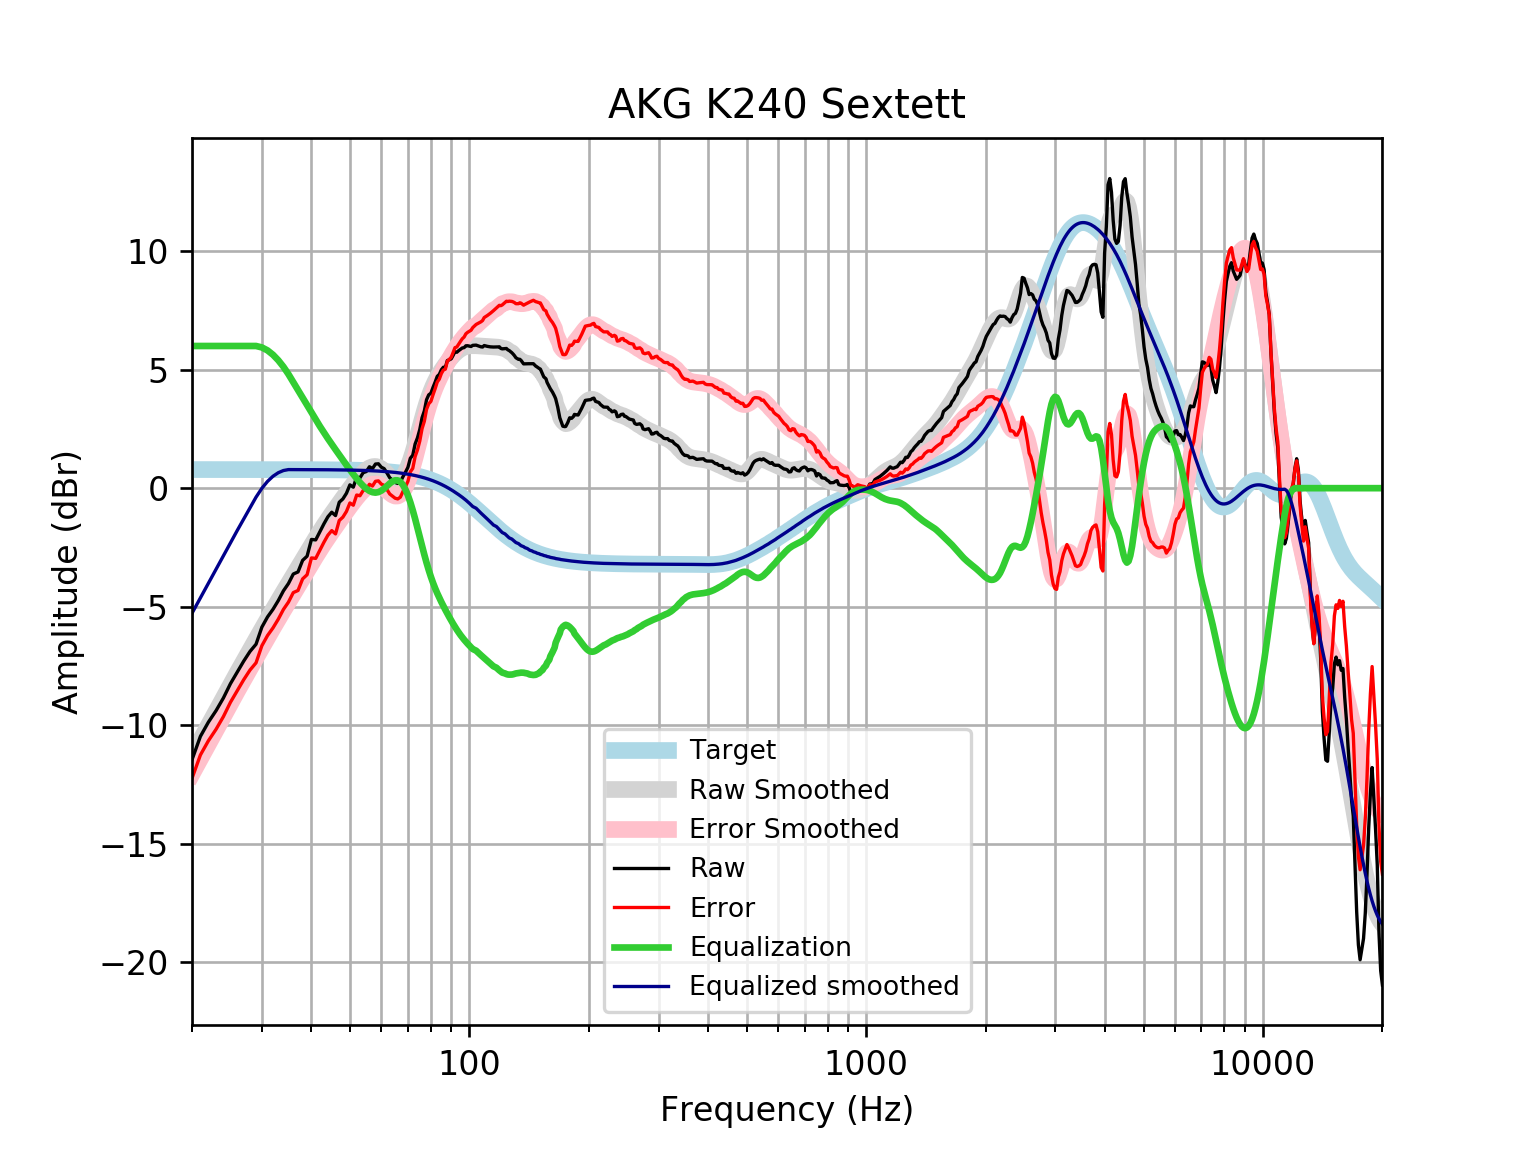 AKG K240 Sextett
Amplitude (dBr)
10
5
0
−5
−10
−15
−20
Target
Raw Smoothed
Error Smoothed
Raw
Error
Equalization
Equalized smoothed
100 1000 10000
Frequency (Hz)